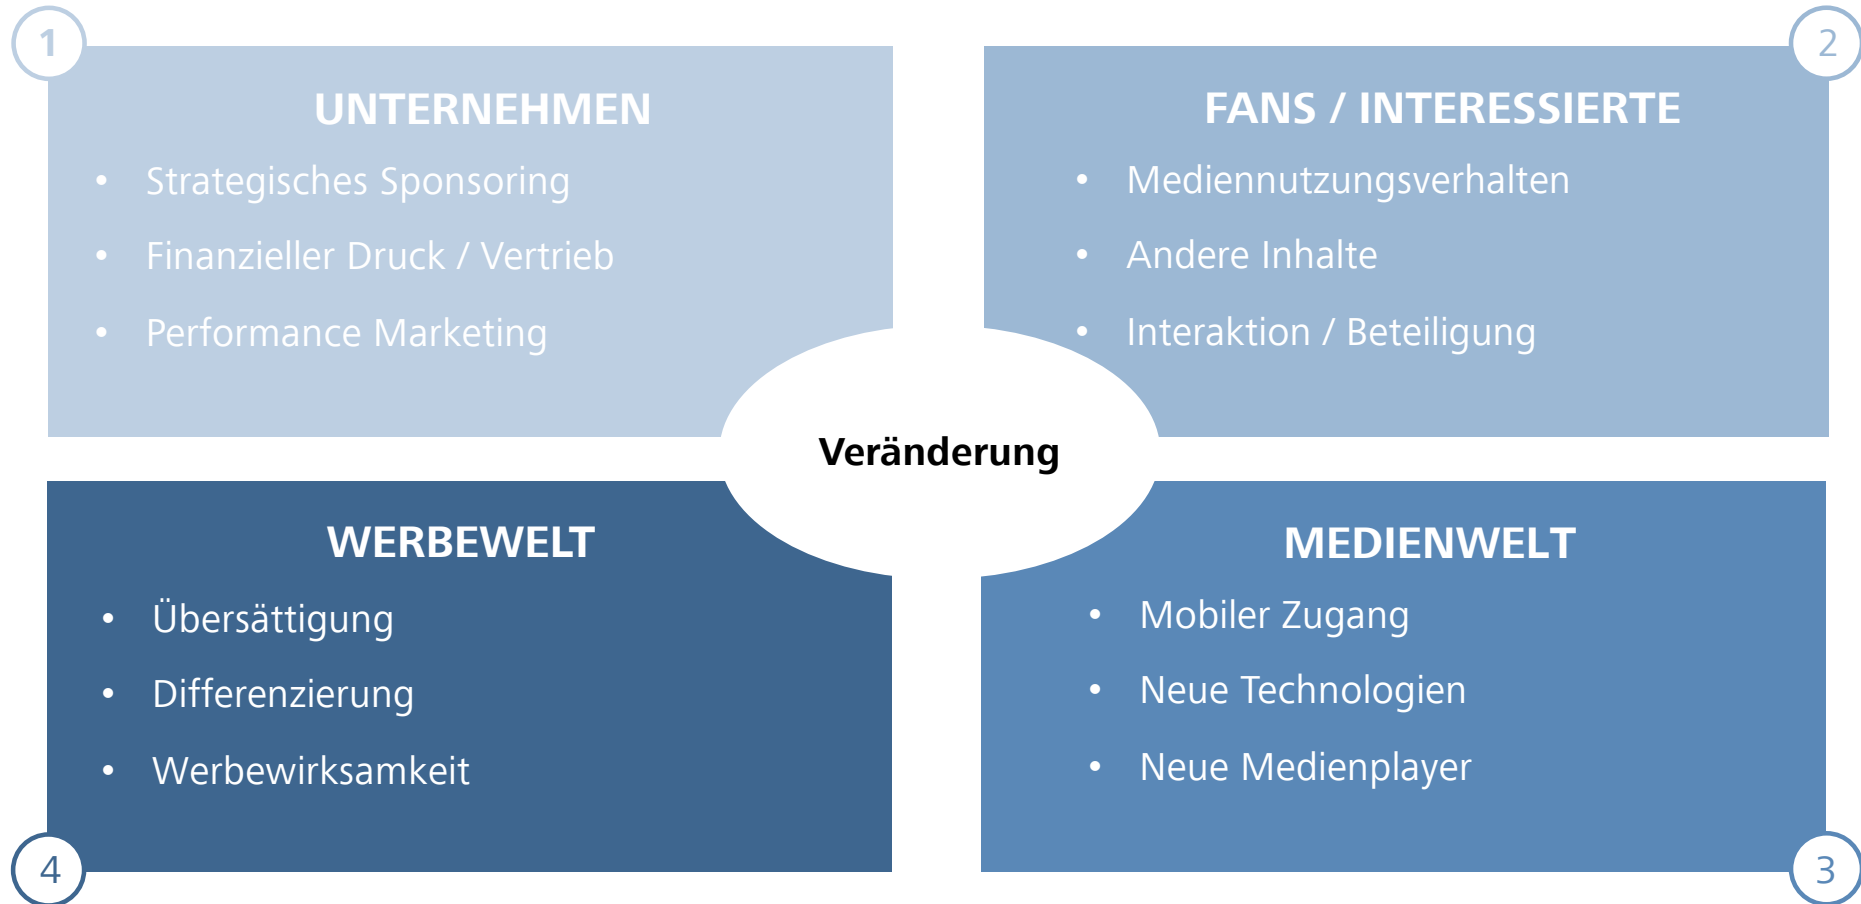 1
UNTERNEHMEN
• Strategisches Sponsoring
• Finanzieller Druck / Vertrieb
• Performance Marketing
2
FANS / INTERESSIERTE
• Mediennutzungsverhalten
• Andere Inhalte
• Interaktion / Beteiligung
Veränderung
WERBEWELT
• Übersättigung
• Differenzierung
• Werbewirksamkeit
4
MEDIENWELT
• Mobiler Zugang
• Neue Technologien
• Neue Medienplayer
3